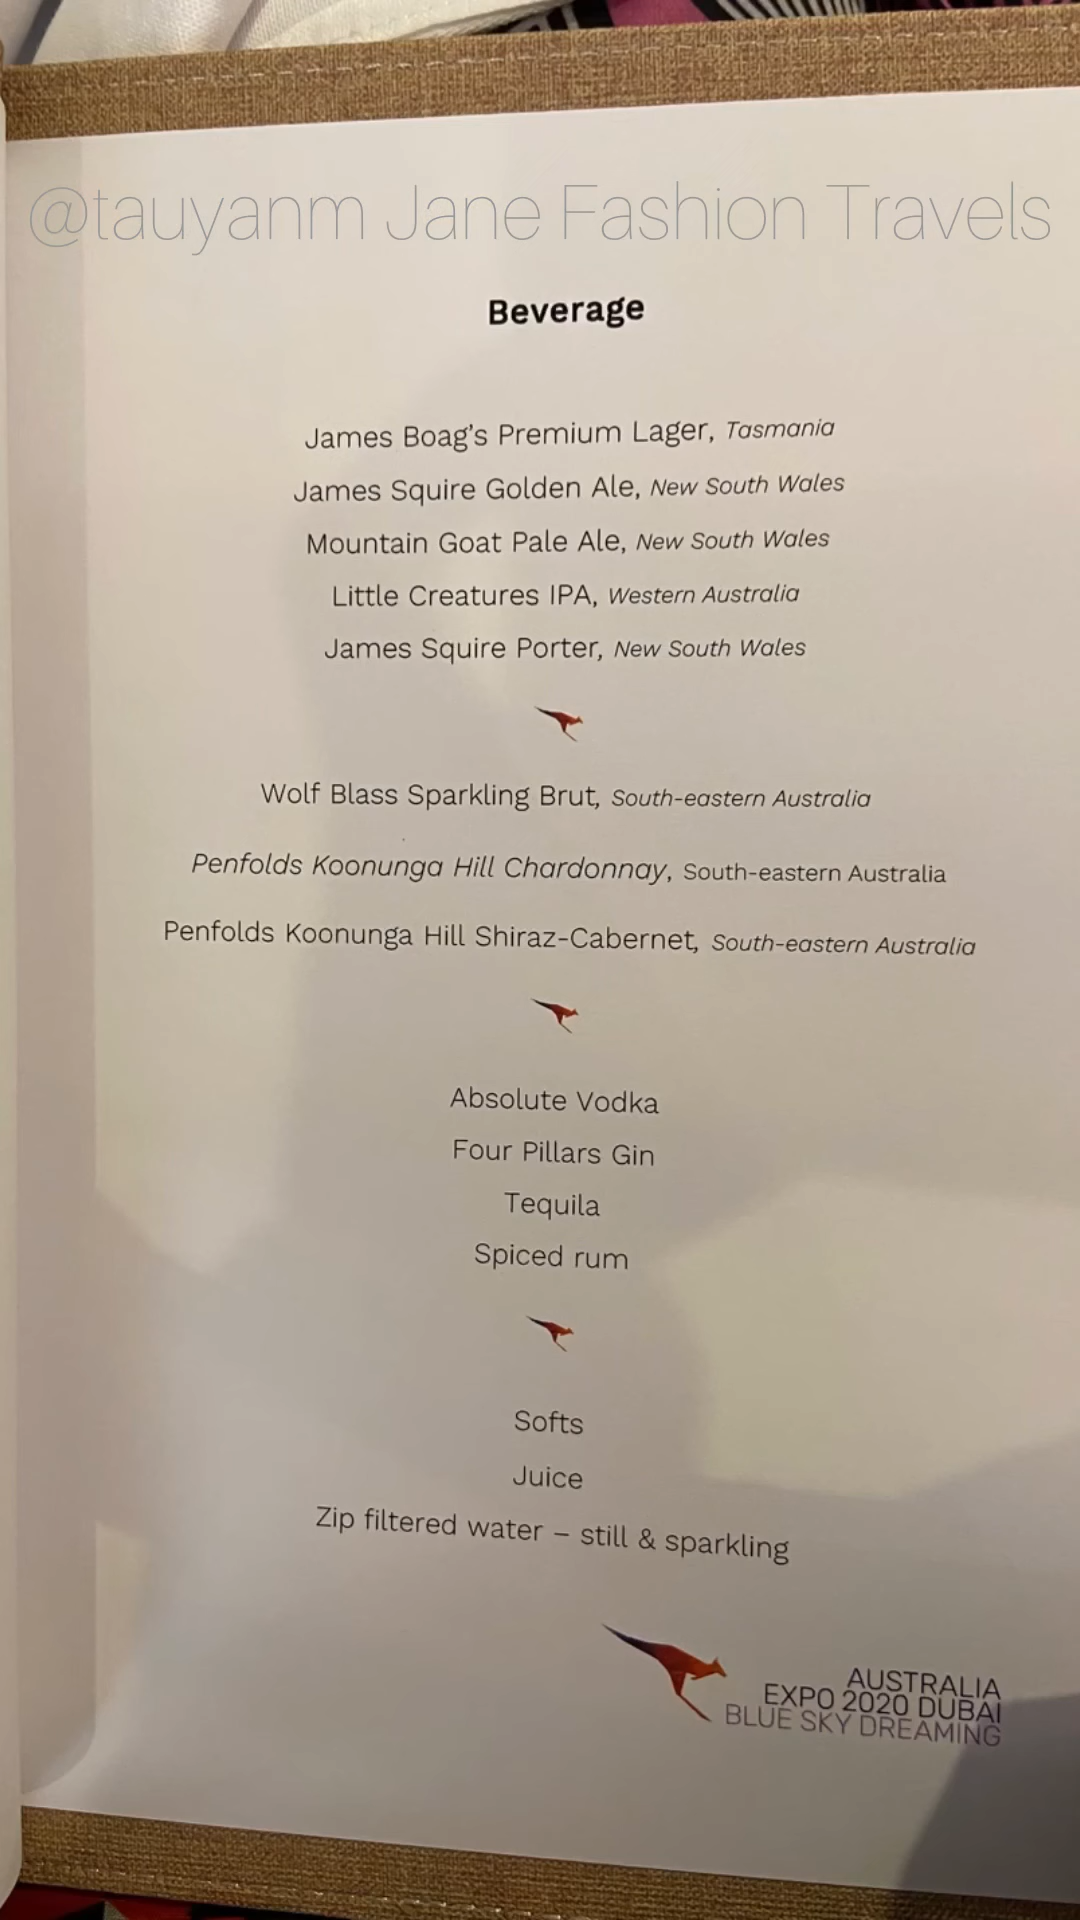 @tauyanm Jane Fashion Travels
Beverage
James Boag's Premium Lager, Tasmania
James Squire Golden Ale, New South Wales
Mountain Goat Pale Ale, New South Wales
Little Creatures IPA, Western Australia
James Squire Porter, New South Wales
Wolf Blass Sparkling Brut, South-eastern Australia
Penfolds Koonunga Hill Chardonnay, South-eastern Australia
Penfolds Koonunga Hill Shiraz-Cabernet, South-eastern Australia
Absolute Vodka
Four Pillars Gin
Tequila
Spiced rum
Softs
Juice
Zip filtered water – still & sparkling
AUSTRALIA
EXPO 2020 DUBAI
BLUE SKY DREAMING